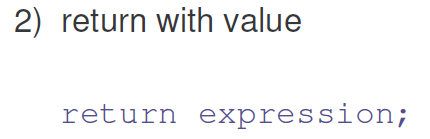 2) return with value
return expression;